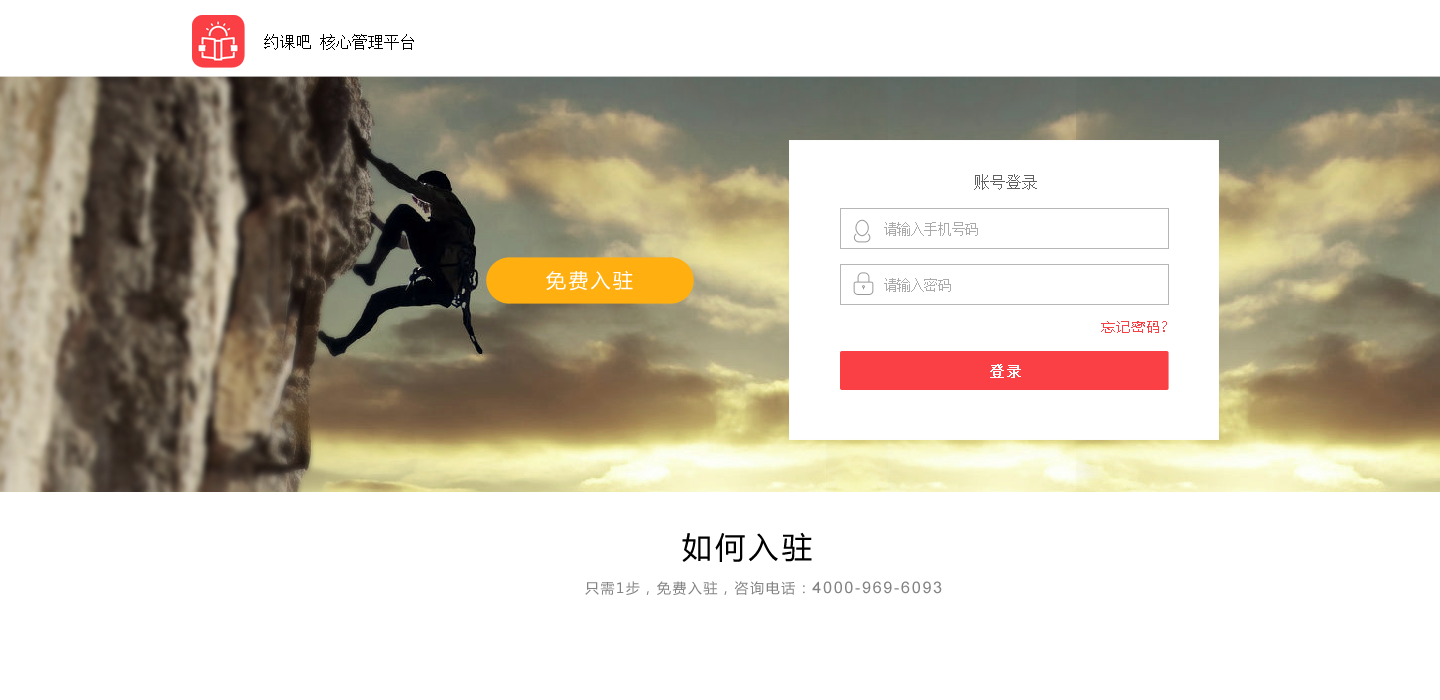 约课吧 核心管理平台
账号登录
请输入手机号码
免费入驻
请输入密码
忘记密码?
登录
如何入驻
只需1步，免费入驻，咨询电话：4000-969-6093